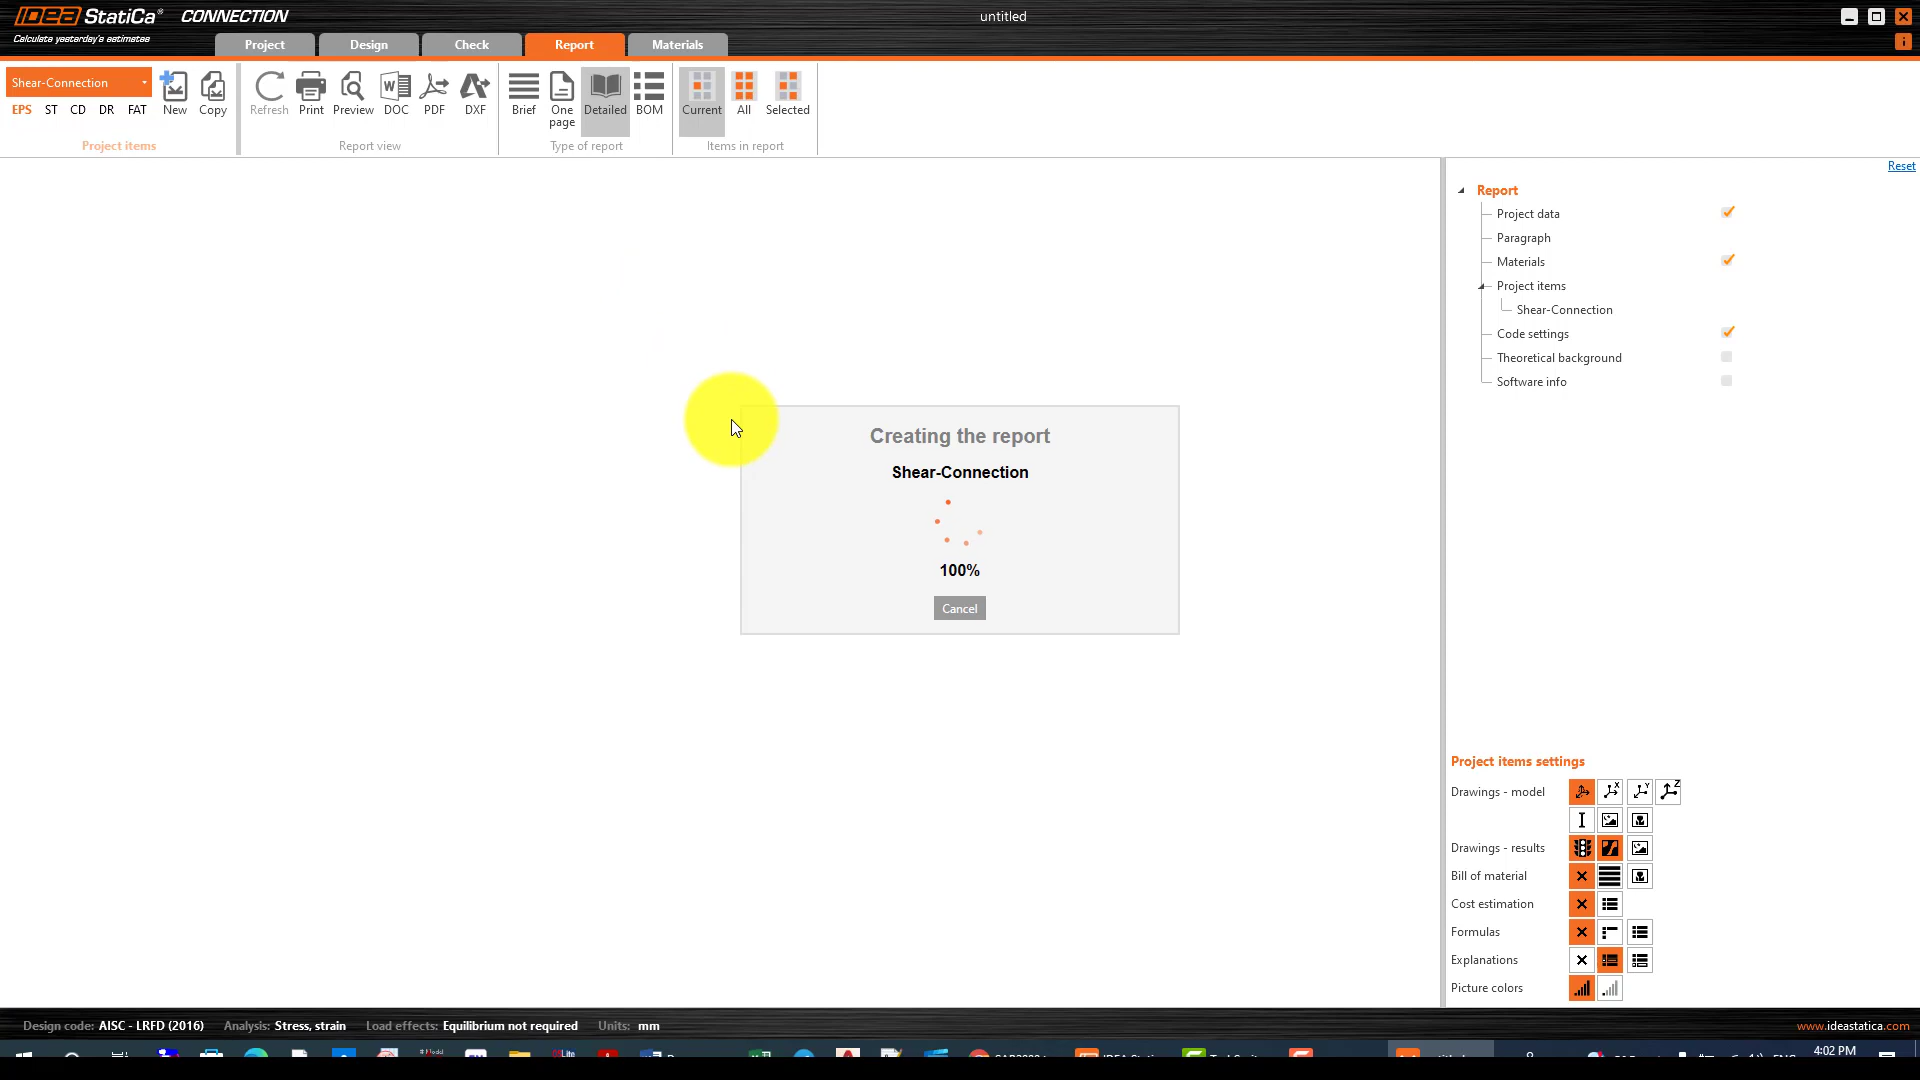 IDEA StatiCa® CONNECTION
Calculate yesterday's estimates
untitled
Project Design Check Report Materials
Shear-Connection
EPS ST CD DR FAT
New Copy
Project items
Refresh Print Preview DOC PDF DXF
Report view
Brief One page Detailed BOM
Type of report
Current All Selected
Items in report
Reset
Report
Project data
Paragraph
Materials
Project items
Shear-Connection
Code settings
Theoretical background
Software info
Creating the report
Shear-Connection
100%
Cancel
Project items settings
Drawings - model
Drawings - results
Bill of material
Cost estimation
Formulas
Explanations
Picture colors
Design code: AISC - LRFD (2016) Analysis: Stress, strain Load effects: Equilibrium not required Units: mm
www.ideastatica.com
4:02 PM